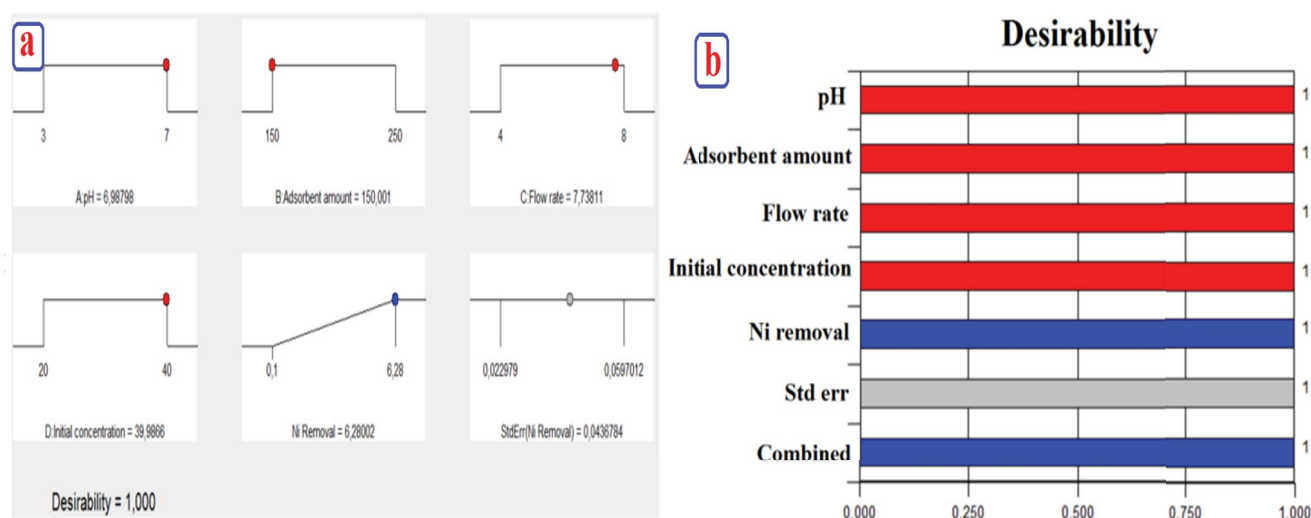 a
3 7
A:pH = 6,98798
150 250
B:Adsorbent amount = 150,001
4 8
C:Flow rate = 7,73811
20 40
D:Initial concentration = 39,9866
0,1 6,28
Ni Removal = 6,28002
0,022979 0,0597012
StdErr(Ni Removal) = 0,0436784
Desirability = 1,000
b
Desirability
pH 1
Adsorbent amount 1
Flow rate 1
Initial concentration 1
Ni removal 1
Std err 1
Combined 1
0.000 0.250 0.500 0.750 1.000